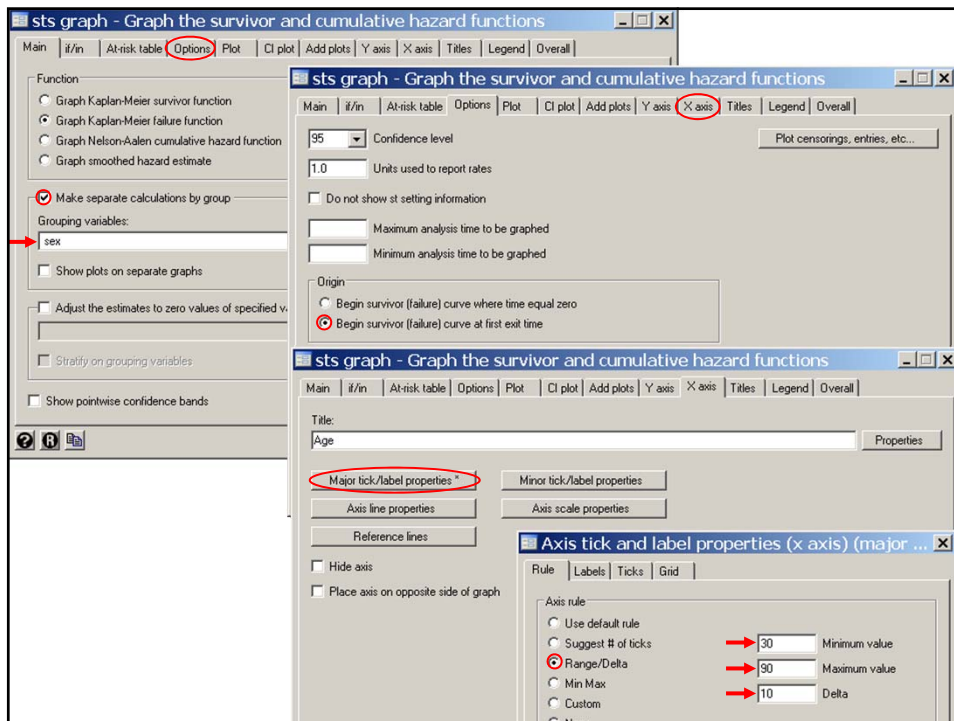 sts graph - Graph the survivor and cumulative hazard functions
Main if/in At-risk table Options Plot CI plot Add plots Y axis X axis Titles Legend Overall
Function
Graph Kaplan-Meier survivor function
Graph Kaplan-Meier failure function
Graph Nelson-Aalen cumulative hazard function
Graph smoothed hazard estimate
Make separate calculations by group
Grouping variables:
sex
Show plots on separate graphs
Adjust the estimates to zero values of specified
Stratify on grouping variables
Show pointwise confidence bands
sts graph - Graph the survivor and cumulative hazard functions
Main if/in At-risk table Options Plot CI plot Add plots Y axis X axis Titles Legend Overall
95 Confidence level
Plot censorings, entries, etc...
1.0 Units used to report rates
Do not show st setting information
Maximum analysis time to be graphed
Minimum analysis time to be graphed
Origin
Begin survivor (failure) curve where time equal zero
Begin survivor (failure) curve at first exit time
sts graph - Graph the survivor and cumulative hazard functions
Main if/in At-risk table Options Plot CI plot Add plots Y axis X axis Titles Legend Overall
Title:
Age
Properties
Major tick/label properties *
Minor tick/label properties
Axis line properties
Axis scale properties
Reference lines
Hide axis
Place axis on opposite side of graph
Axis tick and label properties (x axis) (major ...
Rule Labels Ticks Grid
Axis rule
Use default rule
Suggest # of ticks
30 Minimum value
Range/Delta
90 Maximum value
Min Max
10 Delta
Custom